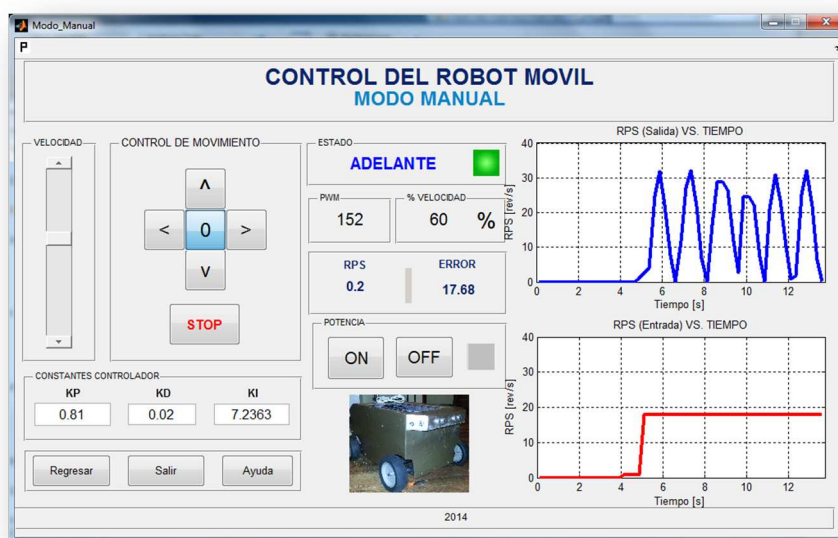 Modo_Manual
P
CONTROL DEL ROBOT MOVIL
MODO MANUAL
VELOCIDAD
CONTROL DE MOVIMIENTO
ESTADO
ADELANTE
PWM
% VELOCIDAD
152
60 %
RPS
ERROR
0.2
17.68
POTENCIA
ON
OFF
^
<
0
>
v
STOP
CONSTANTES CONTROLADOR
KP
KD
KI
0.81
0.02
7.2363
Regresar
Salir
Ayuda
RPS (Salida) VS. TIEMPO
RPS [rev/s]
40
30
20
10
0
0 2 4 6 8 10 12
Tiempo [s]
RPS (Entrada) VS. TIEMPO
RPS [rev/s]
40
30
20
10
0
0 2 4 6 8 10 12
Tiempo [s]
2014